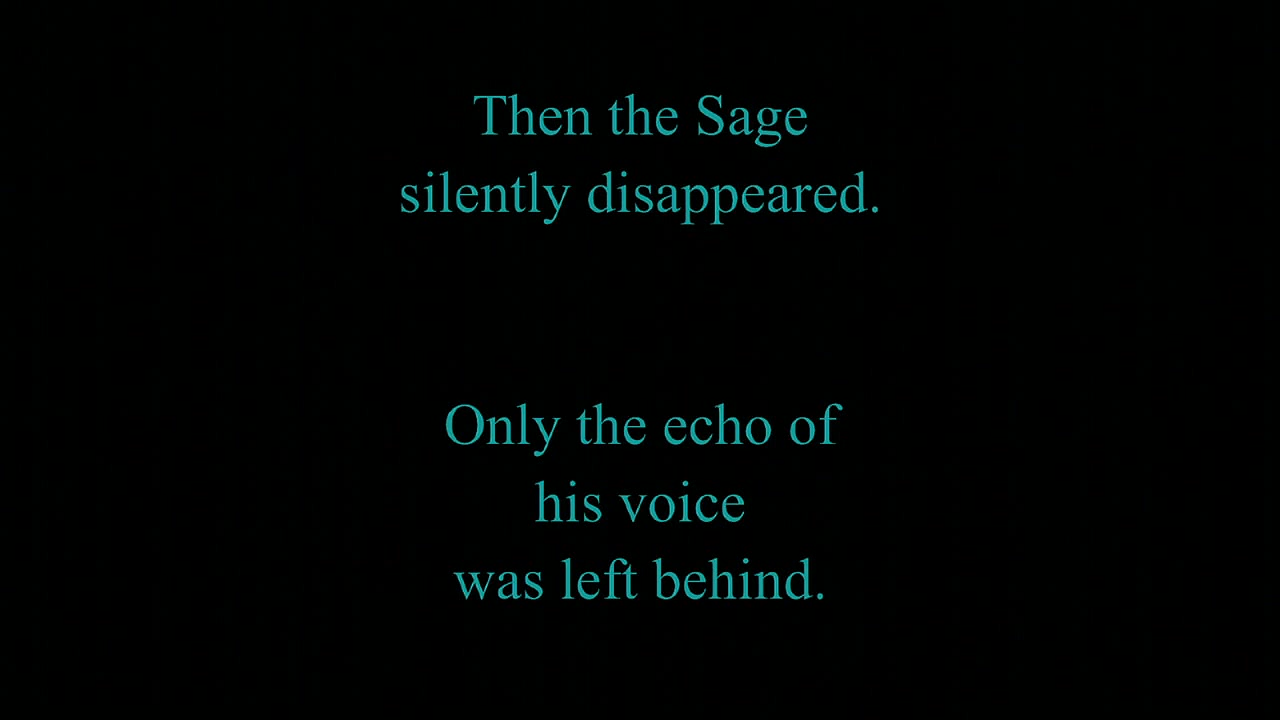 Then the Sage
silently disappeared.
Only the echo of
his voice
was left behind.